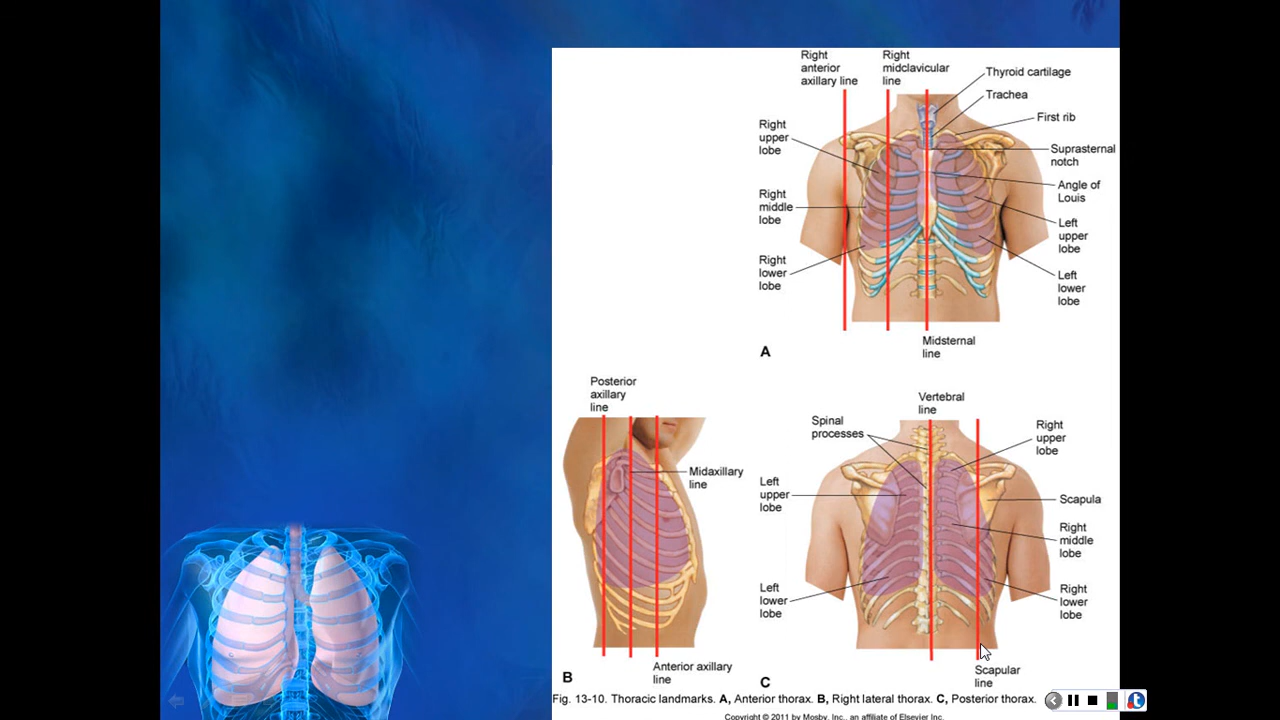 Right
anterior
axillary line
Right
midclavicular
line
Thyroid cartilage
Trachea
First rib
Suprasternal
notch
Angle of
Louis
Left
upper
lobe
Left
lower
lobe
Right
upper
lobe
Right
middle
lobe
Right
lower
lobe
Midsternal
line
A
Posterior
axillary
line
Midaxillary
line
Anterior axillary
line
B
Vertebral
line
Spinal
processes
Right
upper
lobe
Left
upper
lobe
Scapula
Right
middle
lobe
Left
lower
lobe
Right
lower
lobe
Scapular
line
C
Fig. 13-10. Thoracic landmarks. A, Anterior thorax. B, Right lateral thorax. C, Posterior thorax.
Copyright © 2011 by Mosby, Inc., an affiliate of Elsevier Inc.
t